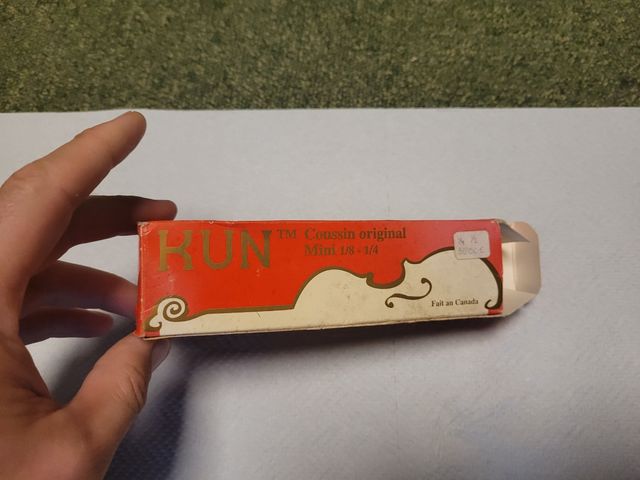 KUN™ Coussin original
Mini 1/8 - 1/4
Fait au Canada